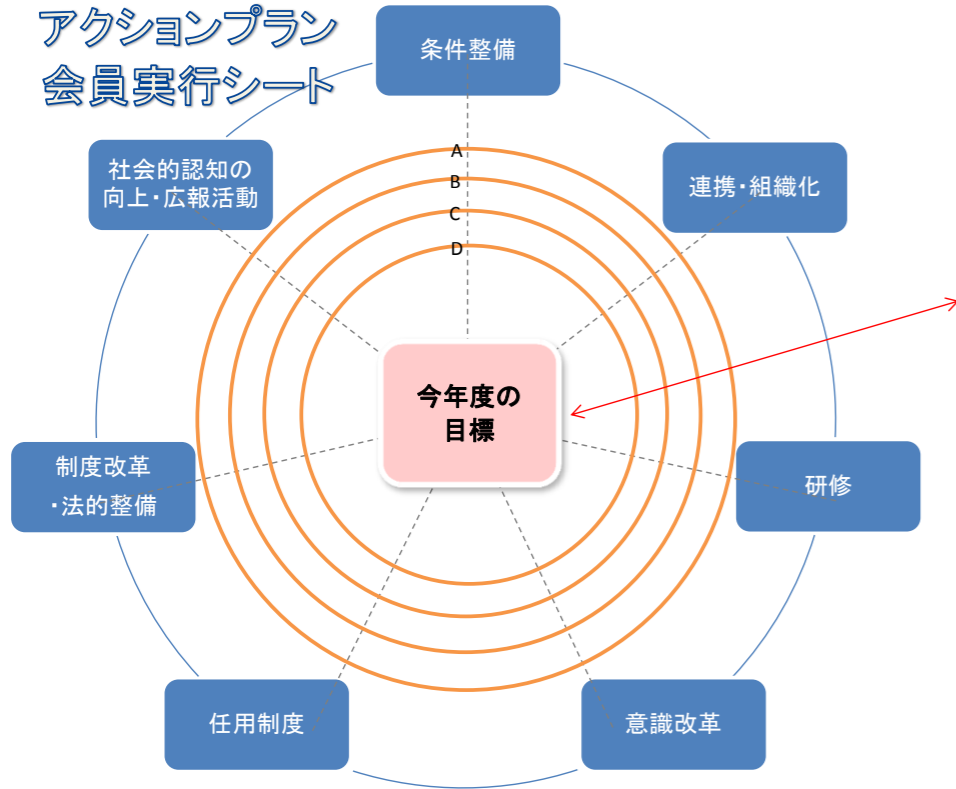 アクションプラン
会員実行シート
条件整備
社会的認知の
向上・広報活動
連携・組織化
A
B
C
D
今年度の
目標
制度改革
・法的整備
研修
任用制度
意識改革